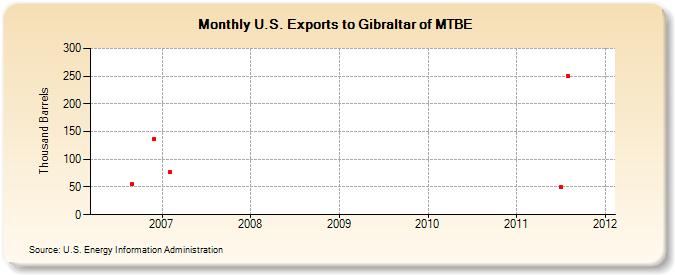 Monthly U.S. Exports to Gibraltar of MTBE
Thousand Barrels
300
250
200
150
100
50
0
2007 2008 2009 2010 2011 2012
Source: U.S. Energy Information Administration